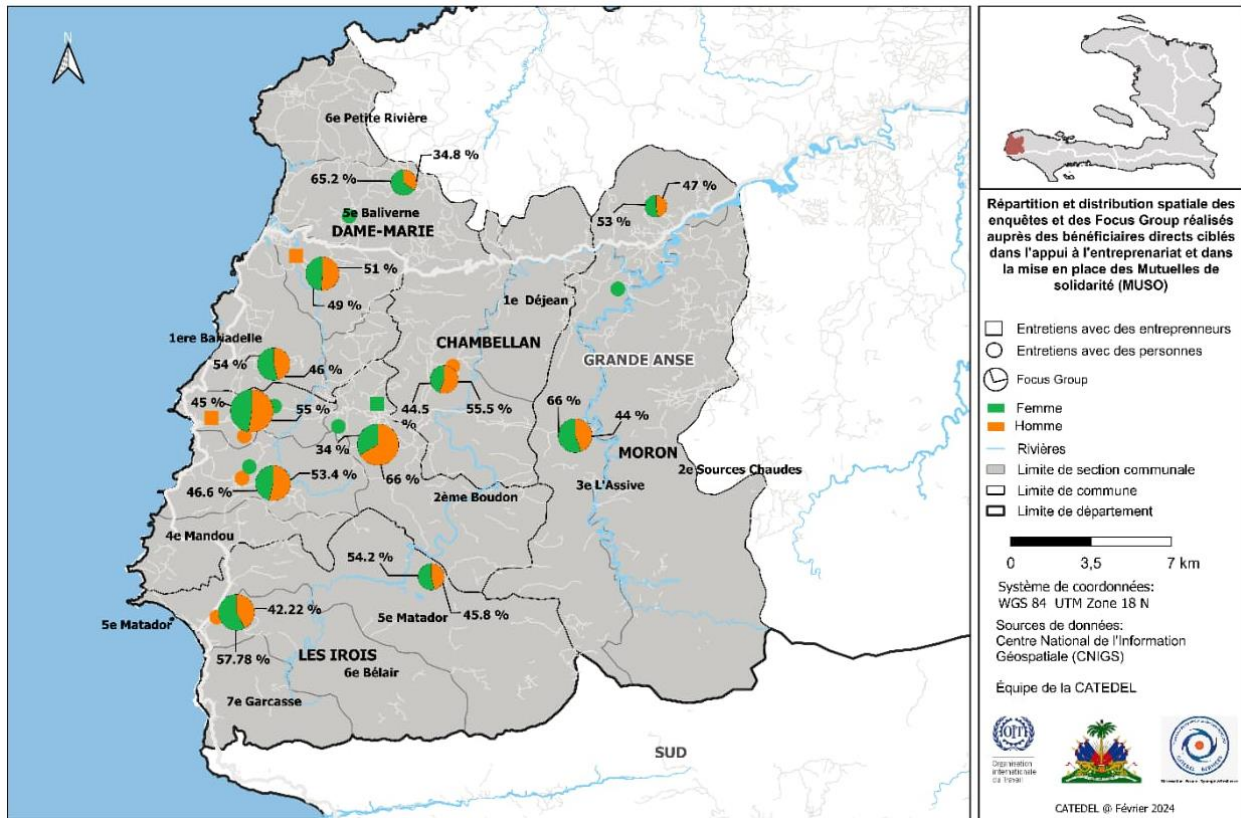 N
6e Petite Rivière
34.8 %
65.2 %
47 %
53 %
5e Baliverne
DAME-MARIE
51 %
49 %
1e Déjean
1ere Bariadelle
CHAMBELLAN
GRANDE ANSE
54 %
46 %
45 %
55 %
44.5
%
55.5 %
66 %
44 %
34 %
66 %
MORON
2e Sources Chaudes
53.4 %
46.6 %
2ème Boudon
3e L'Assive
4e Mandou
54.2 %
45.8 %
5e Matador
5e Matador
42.22 %
57.78 %
LES IROIS
6e Bélair
7e Garcasse
SUD
Répartition et distribution spatiale des
enquêtes et des Focus Group réalisés
auprès des bénéficiaires directs ciblés
dans l'appui à l'entreprenariat et dans
la mise en place des Mutuelles de
solidarité (MUSO)
Entretiens avec des entreprenneurs
Entretiens avec des personnes
Focus Group
Femme
Homme
Rivières
Limite de section communale
Limite de commune
Limite de département
0 3,5 7 km
Système de coordonnées:
WGS 84 UTM Zone 18 N
Sources de données:
Centre National de l'Information
Géospatiale (CNIGS)
Équipe de la CATEDEL
Organisation
internationale
du Travail
CATEDEL @ Février 2024